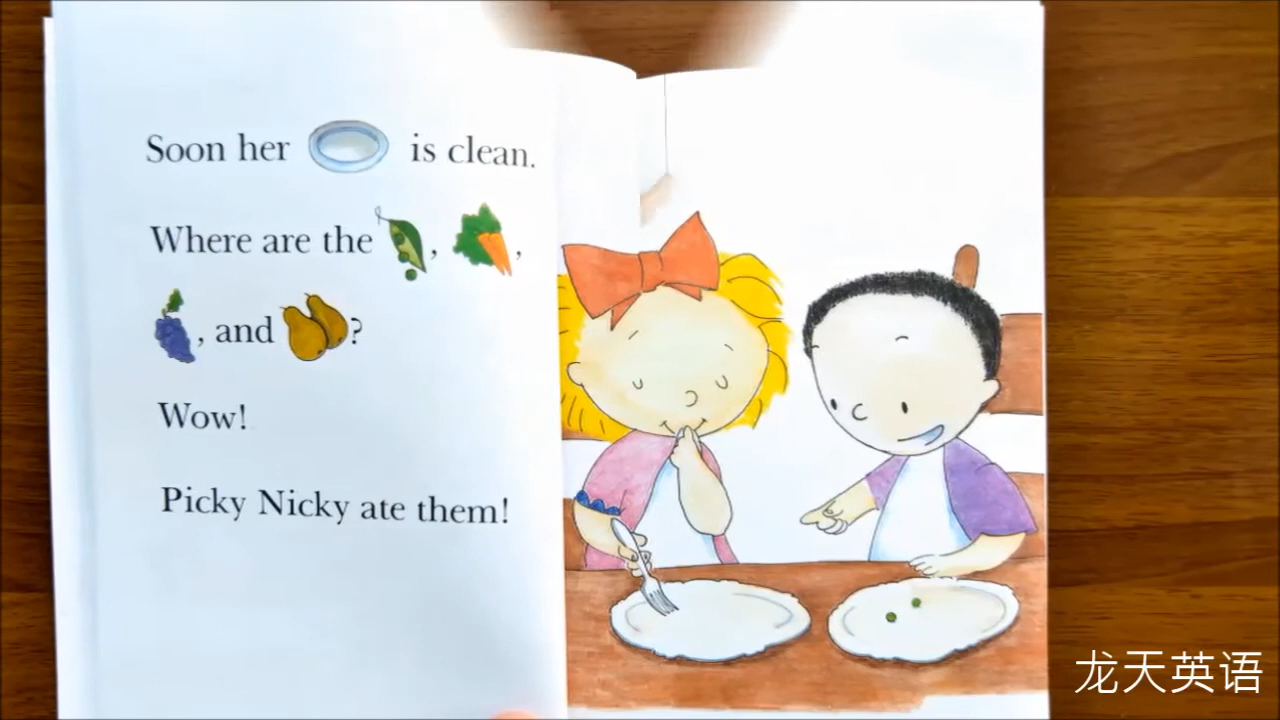 Soon her is clean.
Where are the , ,
, and ?
Wow!
Picky Nicky ate them!
龙天英语